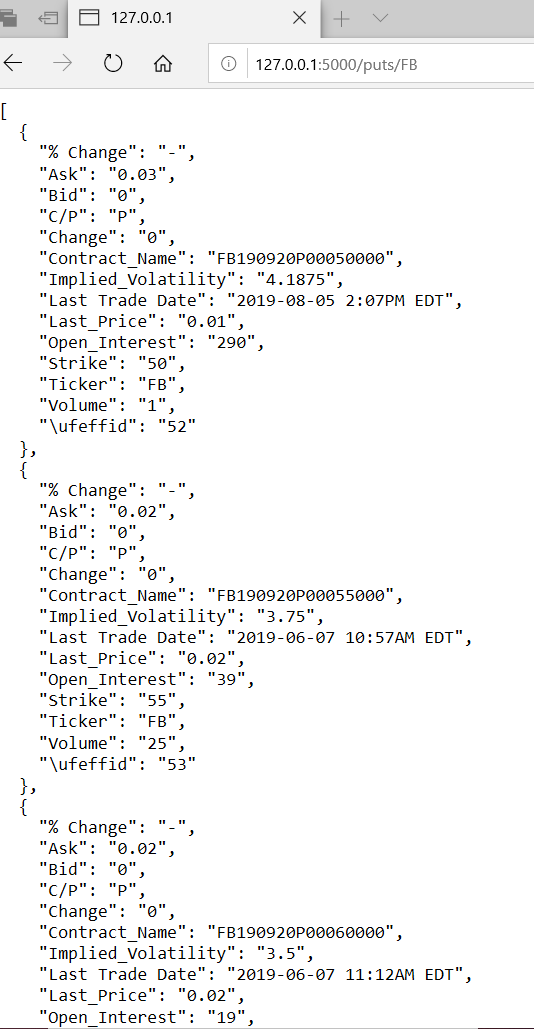 127.0.0.1
127.0.0.1:5000/puts/FB
[
  {
    "% Change": "-",
    "Ask": "0.03",
    "Bid": "0",
    "C/P": "P",
    "Change": "0",
    "Contract_Name": "FB190920P00050000",
    "Implied_Volatility": "4.1875",
    "Last Trade Date": "2019-08-05 2:07PM EDT",
    "Last_Price": "0.01",
    "Open_Interest": "290",
    "Strike": "50",
    "Ticker": "FB",
    "Volume": "1",
    "\ufeffid": "52"
  },
  {
    "% Change": "-",
    "Ask": "0.02",
    "Bid": "0",
    "C/P": "P",
    "Change": "0",
    "Contract_Name": "FB190920P00055000",
    "Implied_Volatility": "3.75",
    "Last Trade Date": "2019-06-07 10:57AM EDT",
    "Last_Price": "0.02",
    "Open_Interest": "39",
    "Strike": "55",
    "Ticker": "FB",
    "Volume": "25",
    "\ufeffid": "53"
  },
  {
    "% Change": "-",
    "Ask": "0.02",
    "Bid": "0",
    "C/P": "P",
    "Change": "0",
    "Contract_Name": "FB190920P00060000",
    "Implied_Volatility": "3.5",
    "Last Trade Date": "2019-06-07 11:12AM EDT",
    "Last_Price": "0.02",
    "Open_Interest": "19",